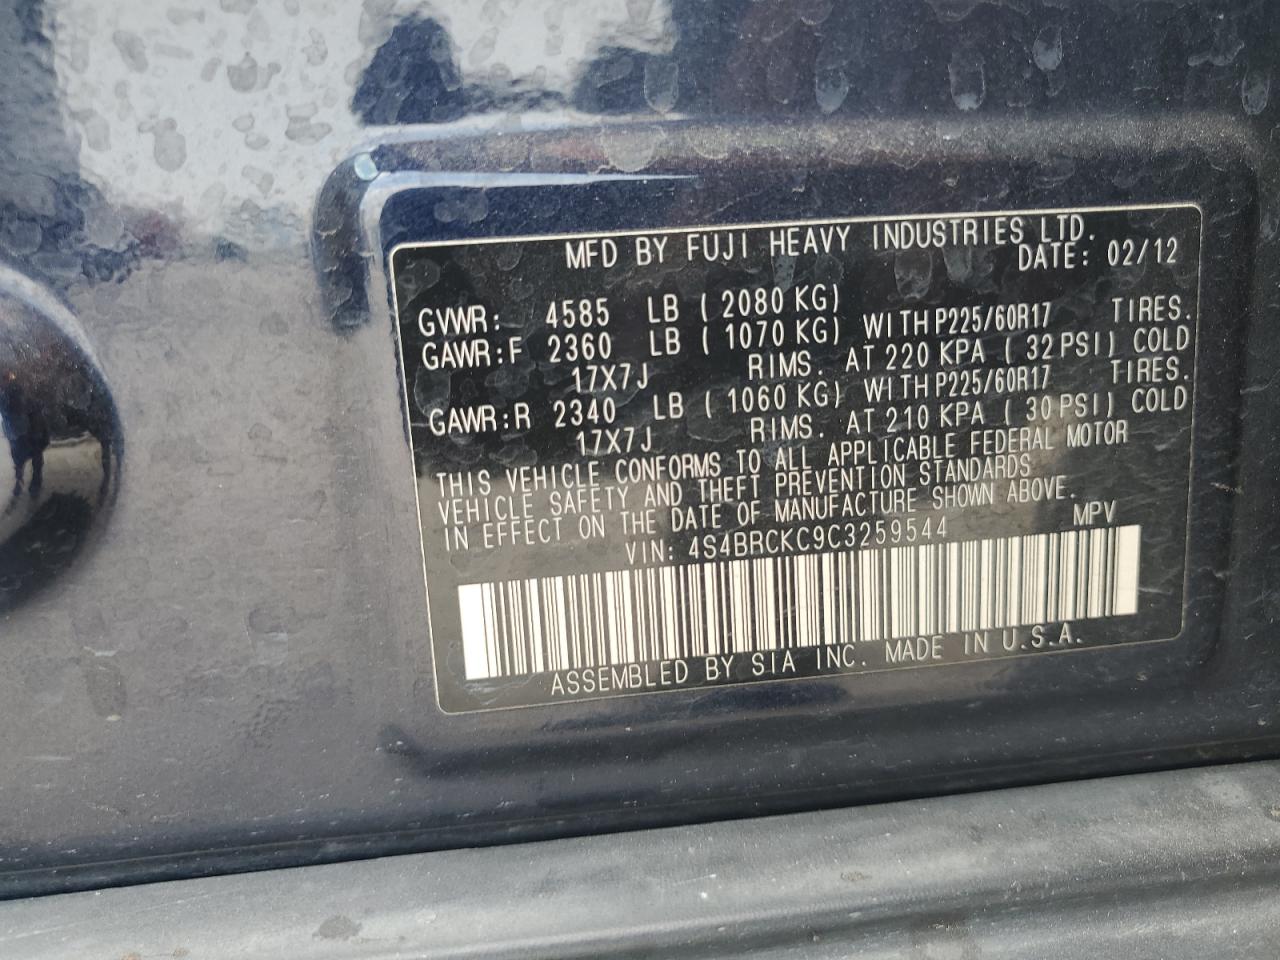 MFD BY FUJI HEAVY INDUSTRIES LTD.
DATE: 02/12
GVWR: 4585 LB (2080 KG)
GAWR:F 2360 LB (1070 KG) WITH P225/60R17 TIRES.
17X7J RIMS. AT 220 KPA (32 PSI) COLD
GAWR:R 2340 LB (1060 KG) WITH P225/60R17 TIRES.
17X7J RIMS. AT 210 KPA (30 PSI) COLD
THIS VEHICLE CONFORMS TO ALL APPLICABLE FEDERAL MOTOR
VEHICLE SAFETY AND THEFT PREVENTION STANDARDS
IN EFFECT ON THE DATE OF MANUFACTURE SHOWN ABOVE.
VIN: 4S4BRCKC9C3259544 MPV
ASSEMBLED BY SIA INC. MADE IN U.S.A.